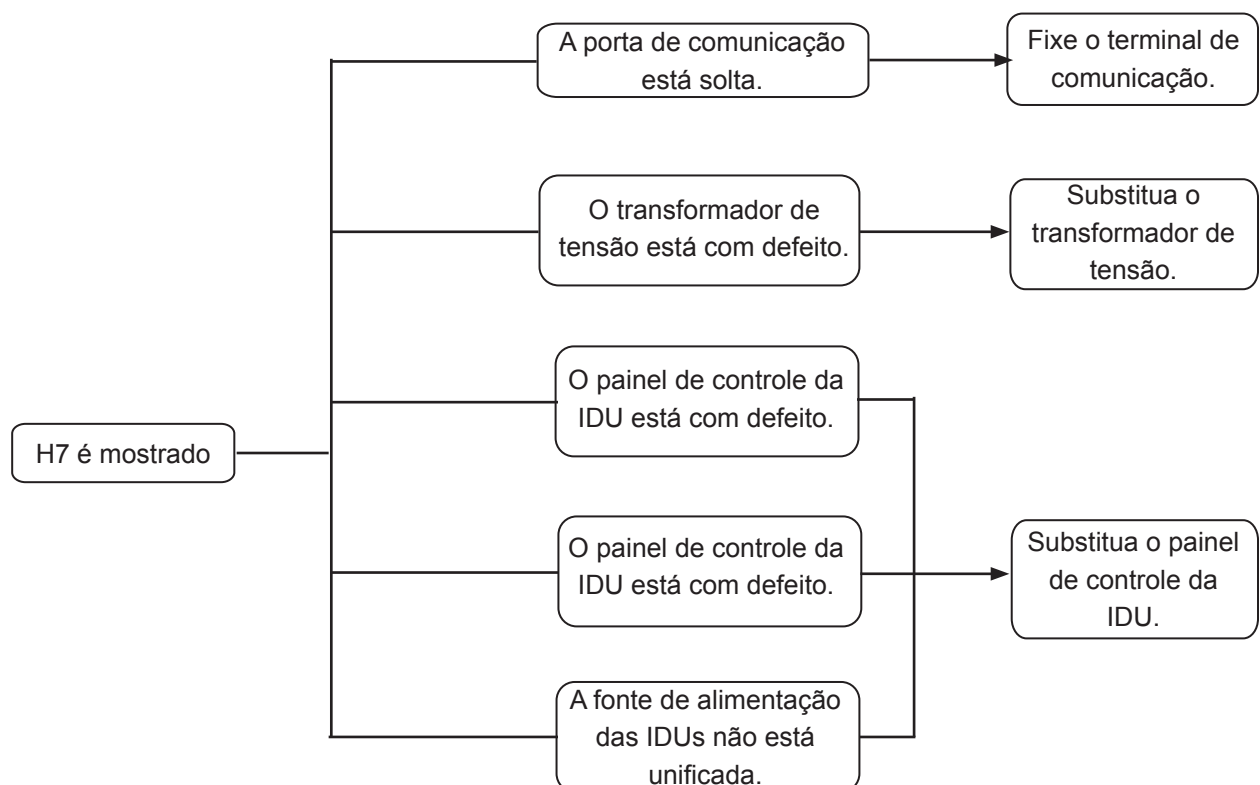 A porta de comunicação
está solta.
Fixe o terminal de
comunicação.
O transformador de
tensão está com defeito.
Substitua o
transformador de
tensão.
O painel de controle da
IDU está com defeito.
H7 é mostrado
O painel de controle da
IDU está com defeito.
Substitua o painel
de controle da
IDU.
A fonte de alimentação
das IDUs não está
unificada.